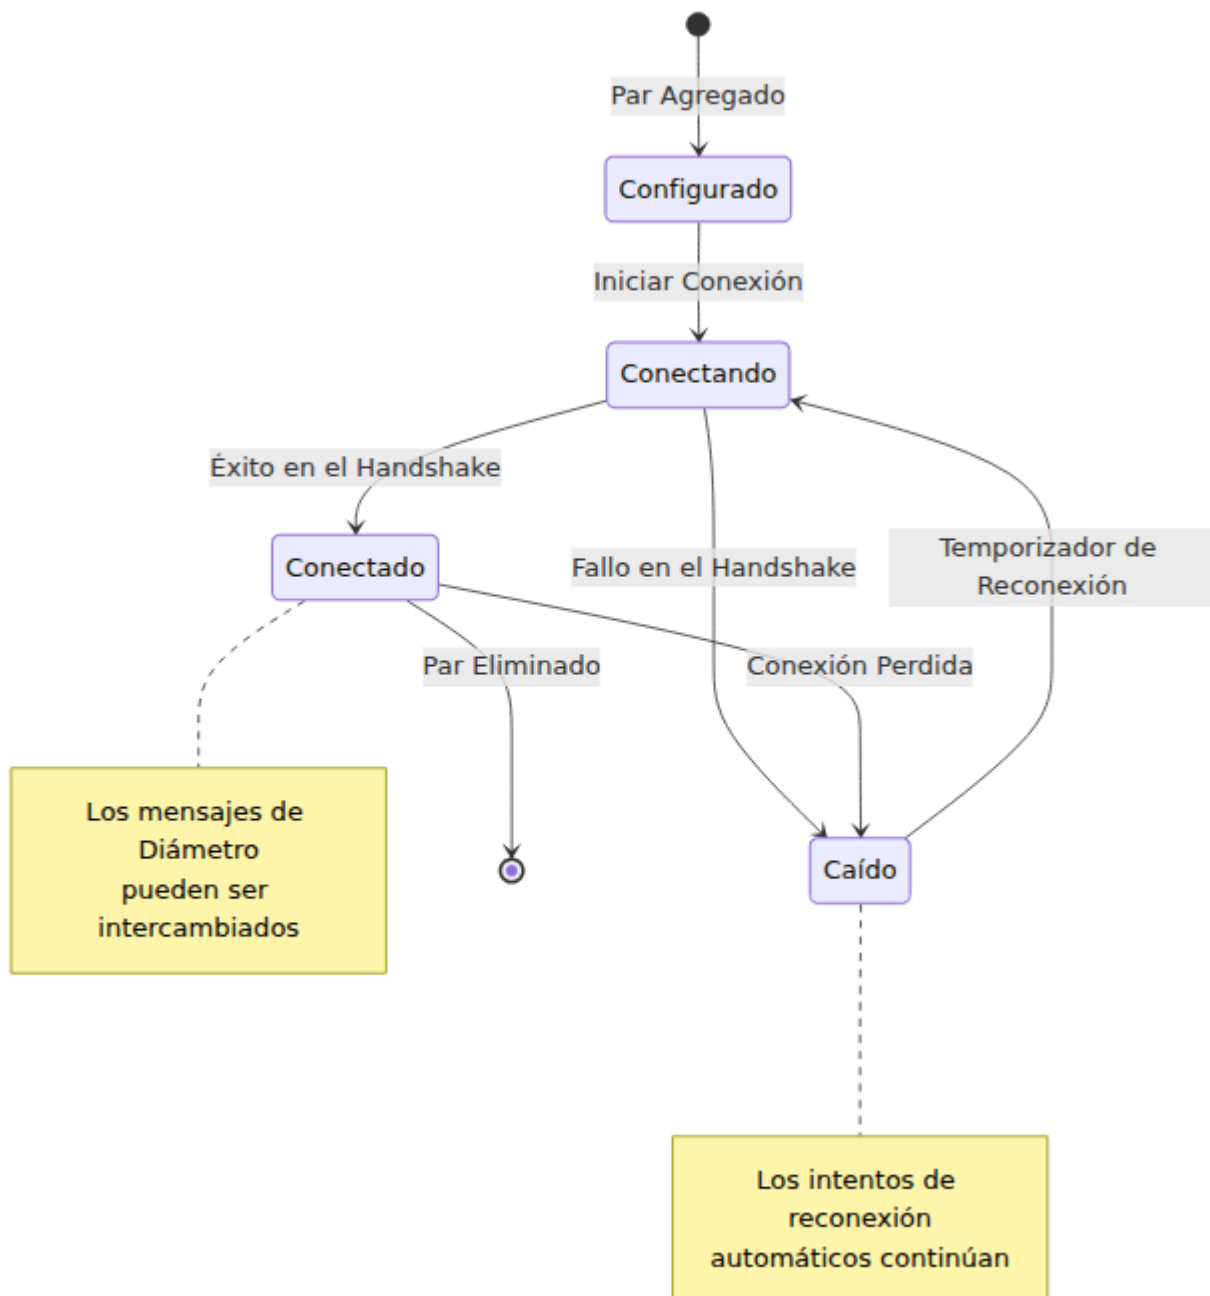 Par Agregado
Configurado
Iniciar Conexión
Conectando
Éxito en el Handshake
Conectado
Fallo en el Handshake
Temporizador de
Reconexión
Par Eliminado
Conexión Perdida
Los mensajes de
Diámetro
pueden ser
intercambiados
Caído
Los intentos de
reconexión
automáticos continúan